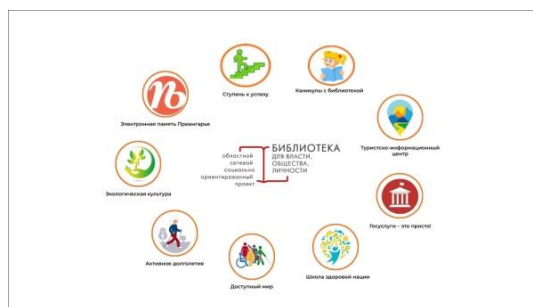 Ступень к успеху
Каникулы с библиотекой
Электронная память Приангарья
Туристско-информационный
центр
областной
сетевой
социально
ориентированный
проект
БИБЛИОТЕКА
ДЛЯ ВЛАСТИ,
ОБЩЕСТВА,
ЛИЧНОСТИ
Экологическая культура
Госуслуги - это просто!
Активное долголетие
Доступный мир
Школа здоровой нации